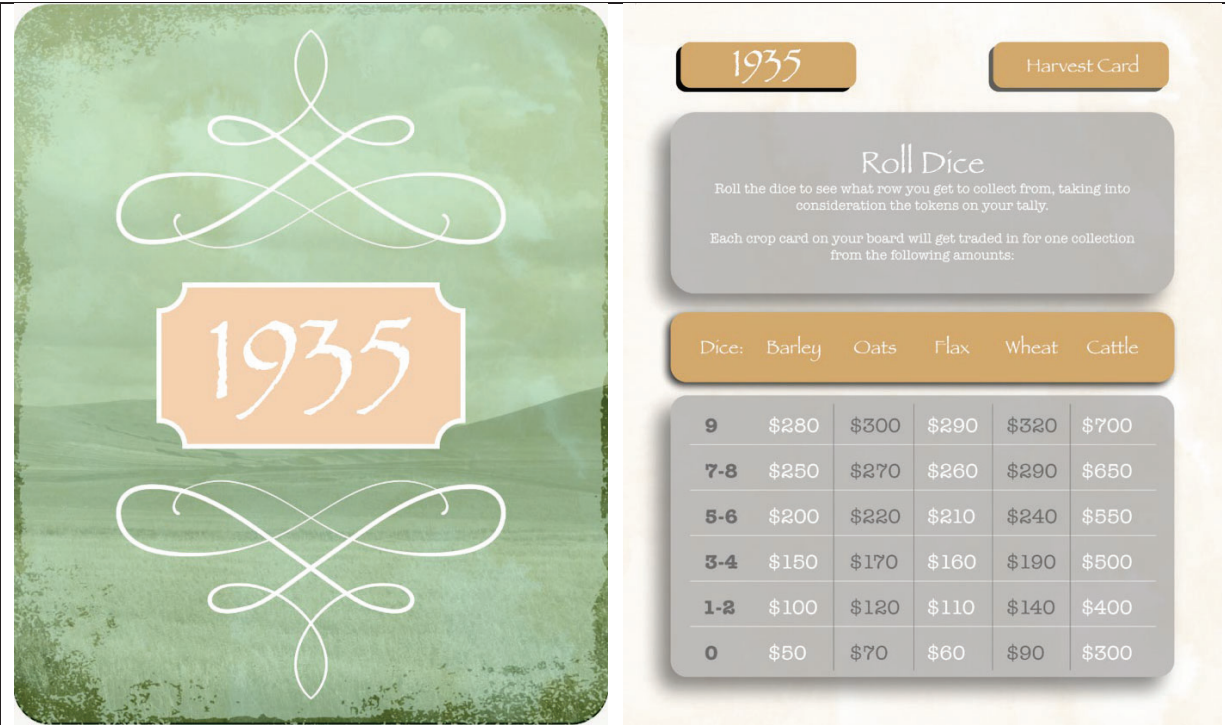 1935
1935
Harvest Card
Roll Dice
Roll the dice to see what row you get to collect from, taking into
consideration the tokens on your tally.
Each crop card on your board will get traded in for one collection
from the following amounts:
Dice: Barley Oats Flax Wheat Cattle
9 $280 $300 $290 $320 $700
7-8 $250 $270 $260 $290 $650
5-6 $200 $220 $210 $240 $550
3-4 $150 $170 $160 $190 $500
1-2 $100 $120 $110 $140 $400
0 $50 $70 $60 $90 $300